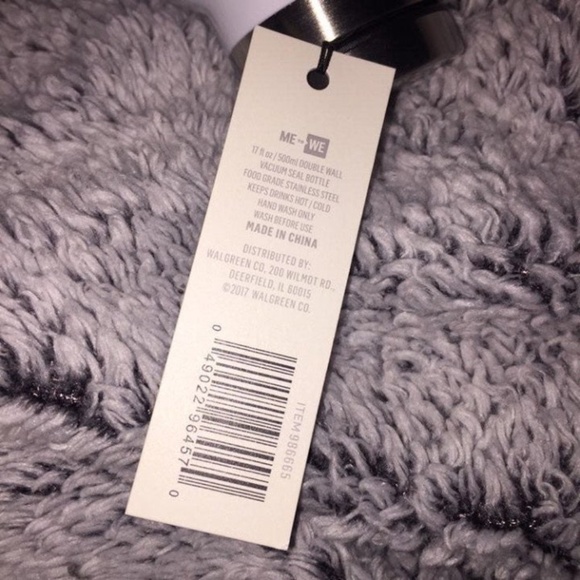 ME to WE
17 fl oz / 500ml DOUBLE WALL
VACUUM SEAL BOTTLE
FOOD GRADE STAINLESS STEEL
KEEPS DRINKS HOT / COLD
HAND WASH ONLY
WASH BEFORE USE
MADE IN CHINA
DISTRIBUTED BY:
WALGREEN CO. 200 WILMOT RD.,
DEERFIELD, IL 60015
©2017 WALGREEN CO.
ITEM986665
0 49022 96457 0